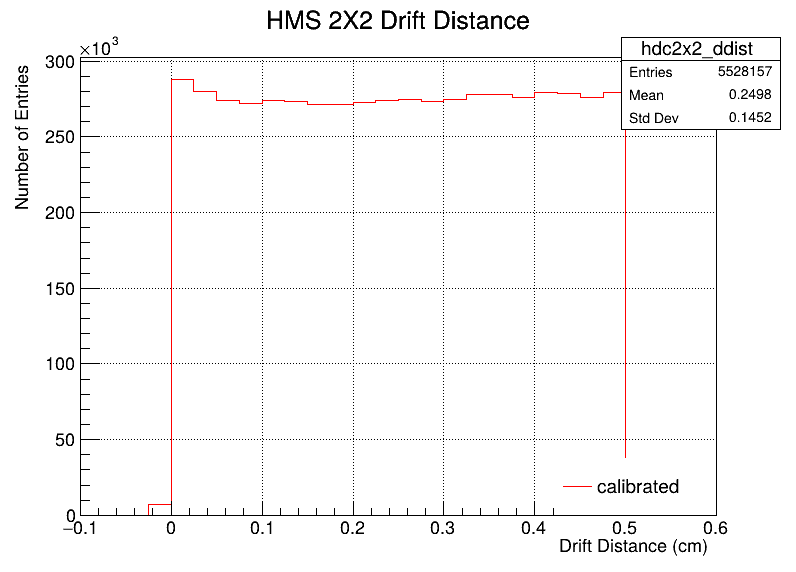 HMS 2X2 Drift Distance
×10³
hdc2x2_ddist
Entries 5528157
Mean 0.2498
Std Dev 0.1452
Number of Entries
300
250
200
150
100
50
0
−0.1 0 0.1 0.2 0.3 0.4 0.5 0.6
calibrated
Drift Distance (cm)